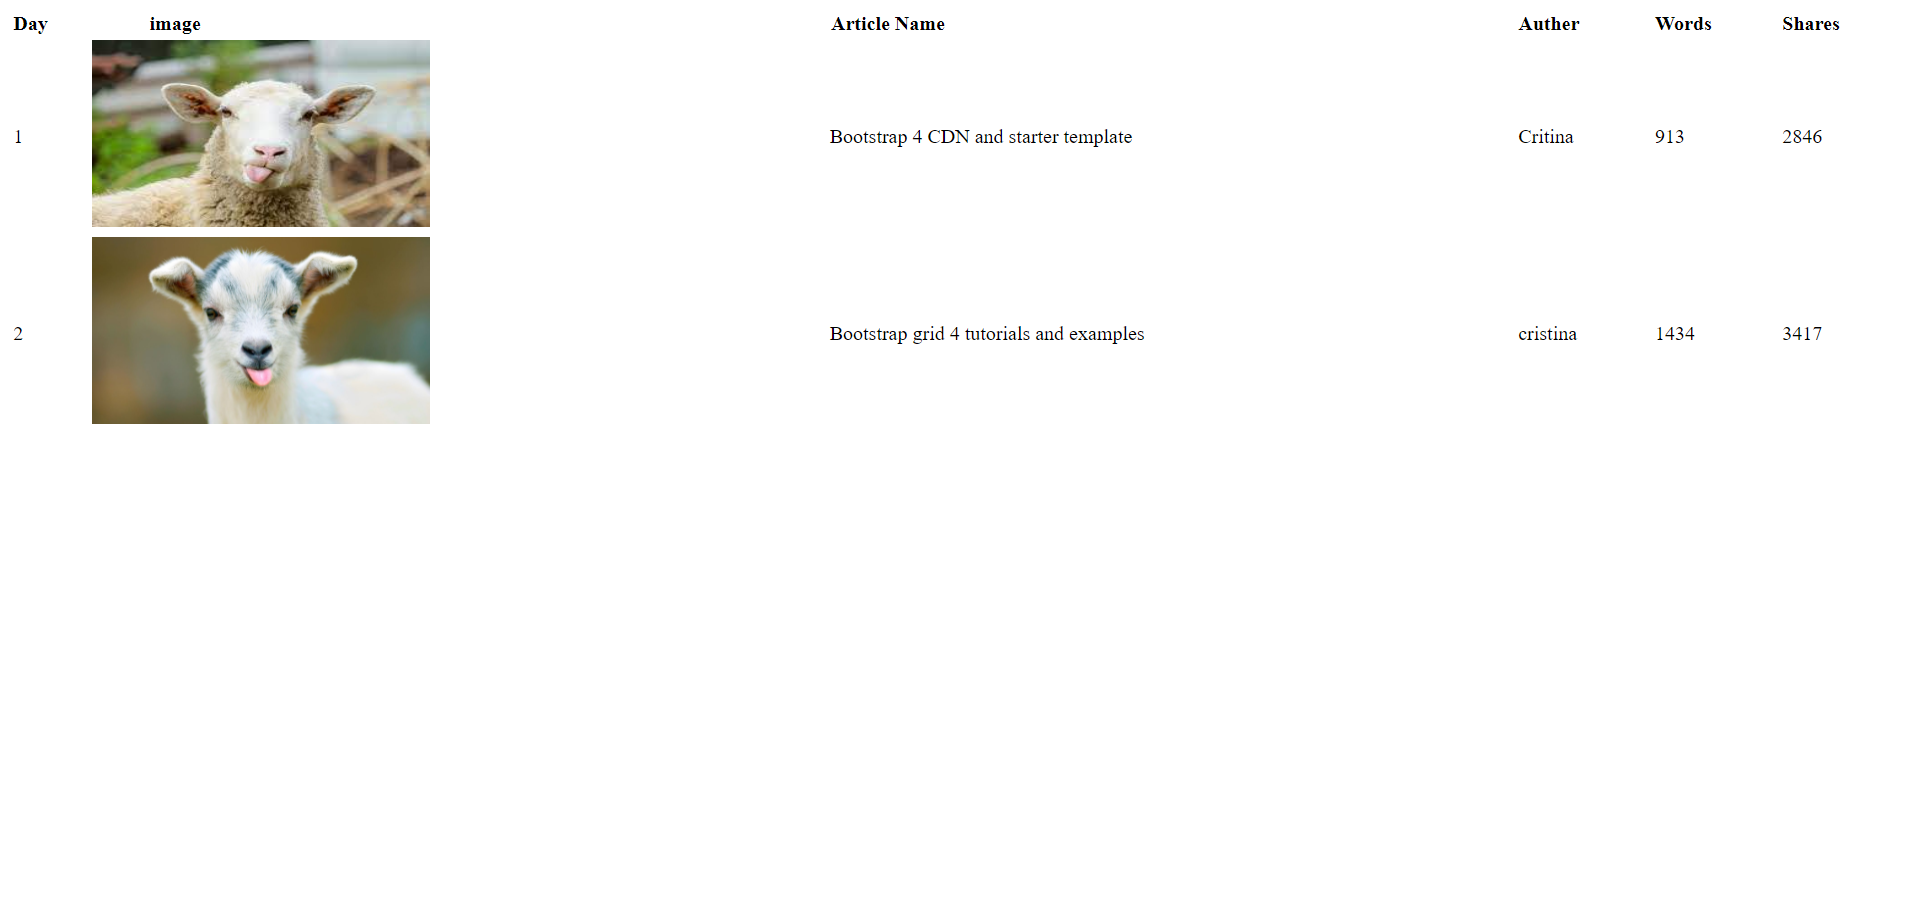 Day image Article Name Auther Words Shares
1 Bootstrap 4 CDN and starter template Critina 913 2846
2 Bootstrap grid 4 tutorials and examples cristina 1434 3417